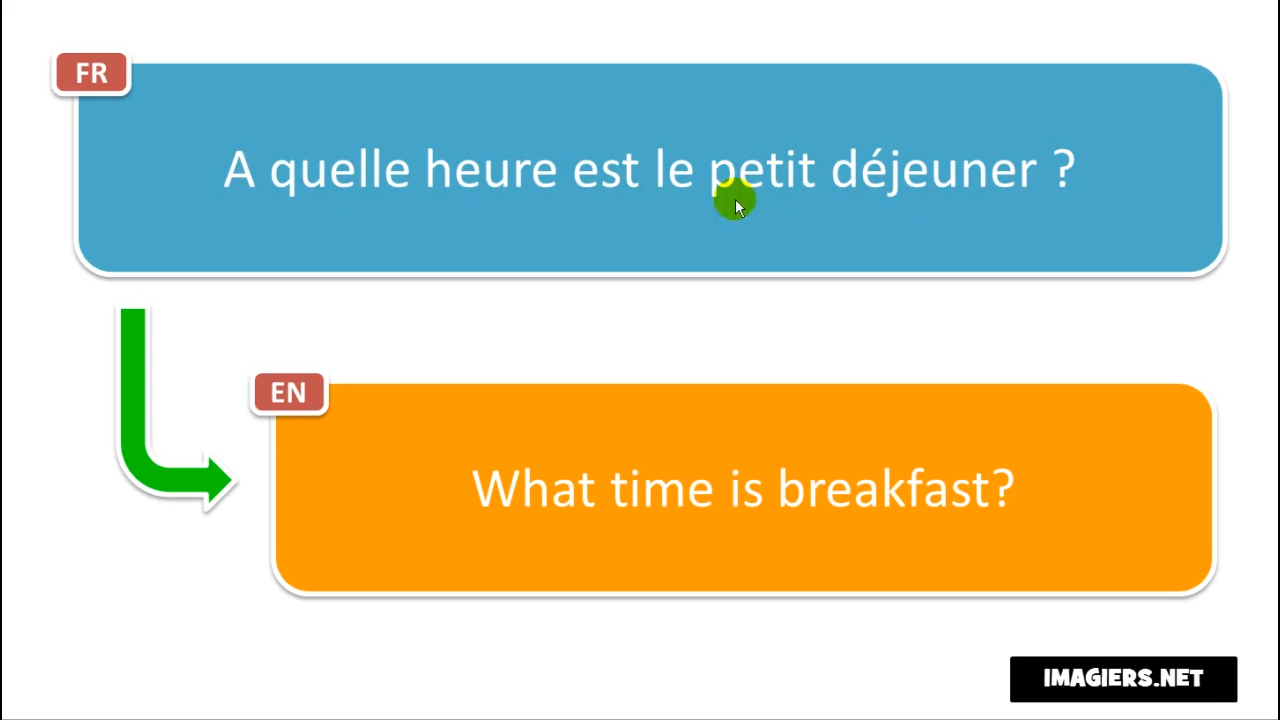 FR
A quelle heure est le petit déjeuner ?
EN
What time is breakfast?
IMAGIERS.NET